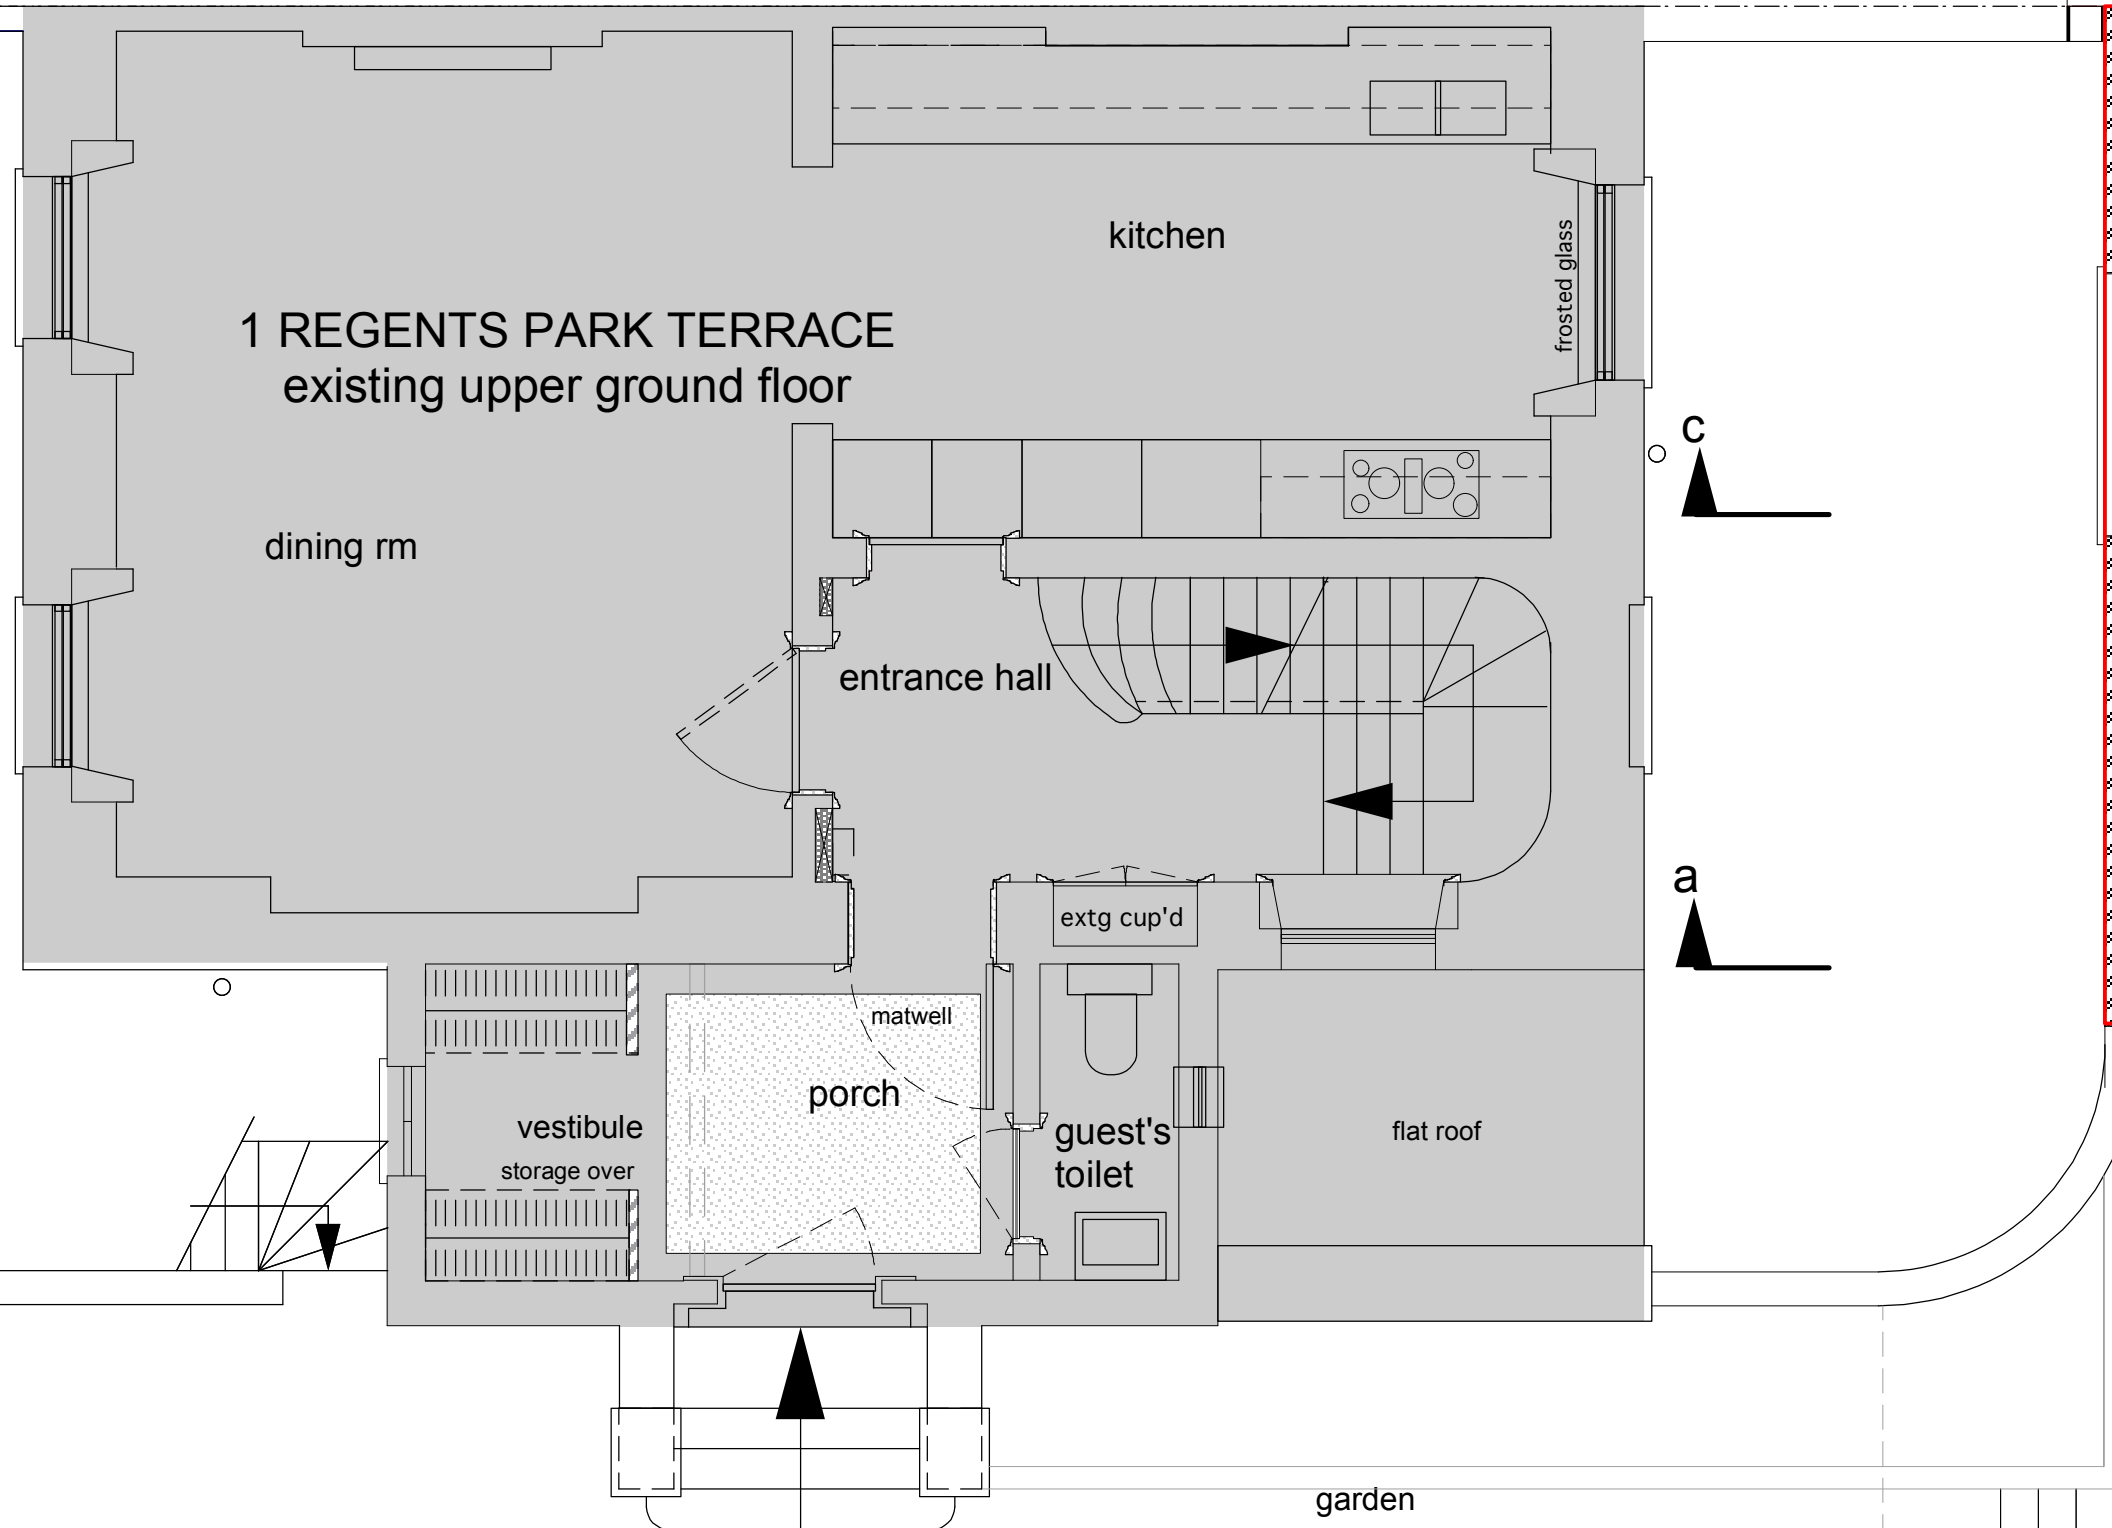 kitchen
frosted glass
1 REGENTS PARK TERRACE
existing upper ground floor
c
dining rm
entrance hall
a
extg cup'd
matwell
porch
vestibule
storage over
guest's
toilet
flat roof
garden